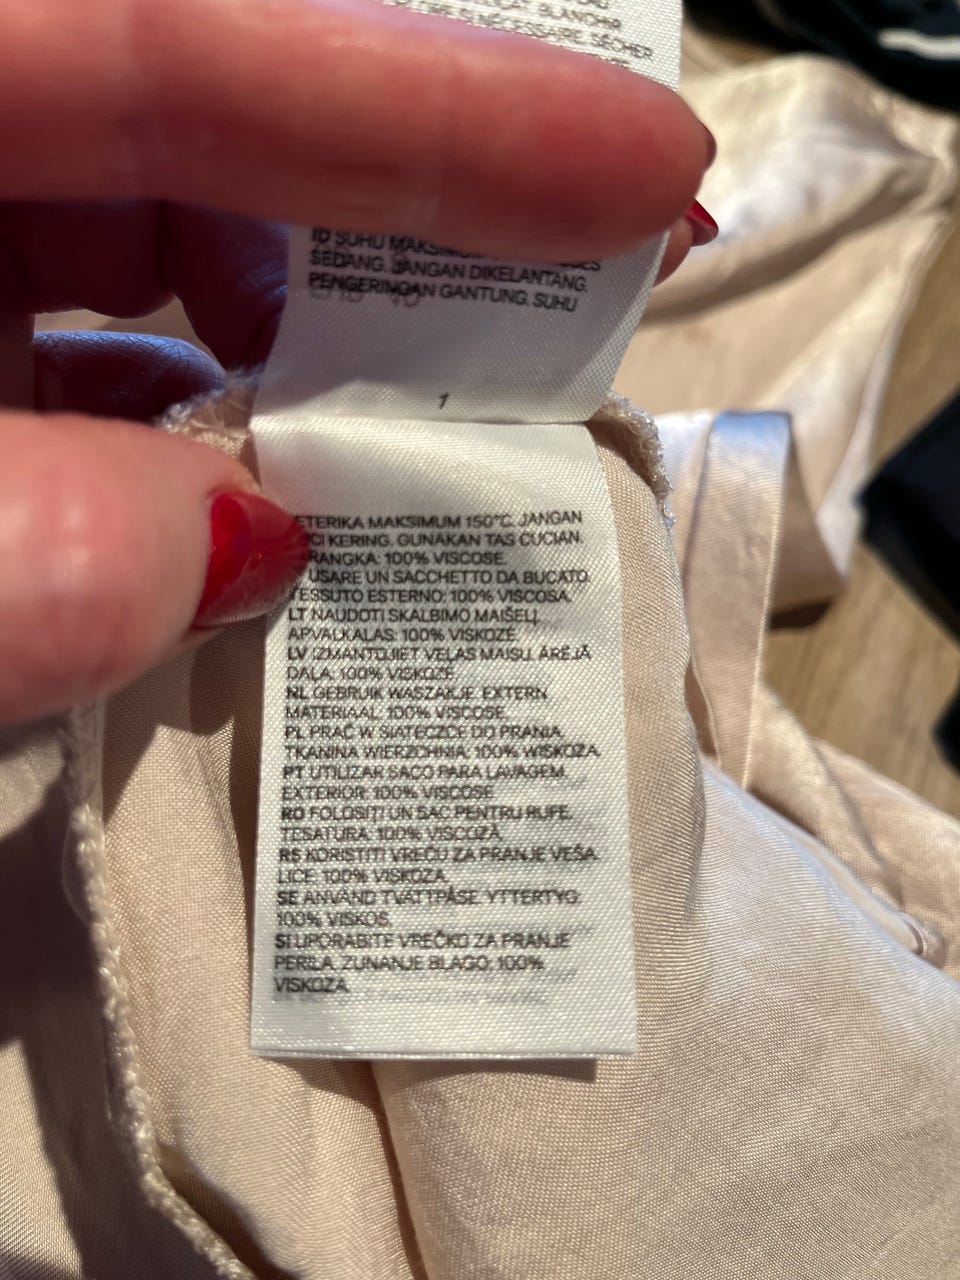 NÉCESSAIRE. SÉCHER
ID SUHU
SEDANG. JANGAN DIKELANTANG.
PENGERINGAN GANTUNG. SUHU
1
ETERIKA MAKSIMUM 150°C. JANGAN
CI KERING. GUNAKAN TAS CUCIAN.
RANGKA: 100% VISCOSE.
USARE UN SACCHETTO DA BUCATO.
TESSUTO ESTERNO: 100% VISCOSA.
LT NAUDOTI SKALBIMO MAIŠELĮ.
APVALKALAS: 100% VISKOZĖ.
LV IZMANTOJIET VEĻAS MAISU. ĀRĒJĀ
DAĻA: 100% VISKOZE
NL GEBRUIK WASZAKJE. EXTERN
MATERIAAL: 100% VISCOSE.
PL PRAĆ W SIATECZCE DO PRANIA.
TKANINA WIERZCHNIA: 100% WISKOZA.
PT UTILIZAR SACO PARA LAVAGEM.
EXTERIOR: 100% VISCOSE
RO FOLOSIȚI UN SAC PENTRU RUFE.
TESATURA: 100% VISCOZĂ.
RS KORISTITI VREĆU ZA PRANJE VEŠA.
LICE: 100% VISKOZA.
SE ANVÄND TVÄTTPÅSE. YTTERTYG:
100% VISKOS.
SI UPORABITE VREČKO ZA PRANJE
PERILA. ZUNANJE BLAGO: 100%
VISKOZA.